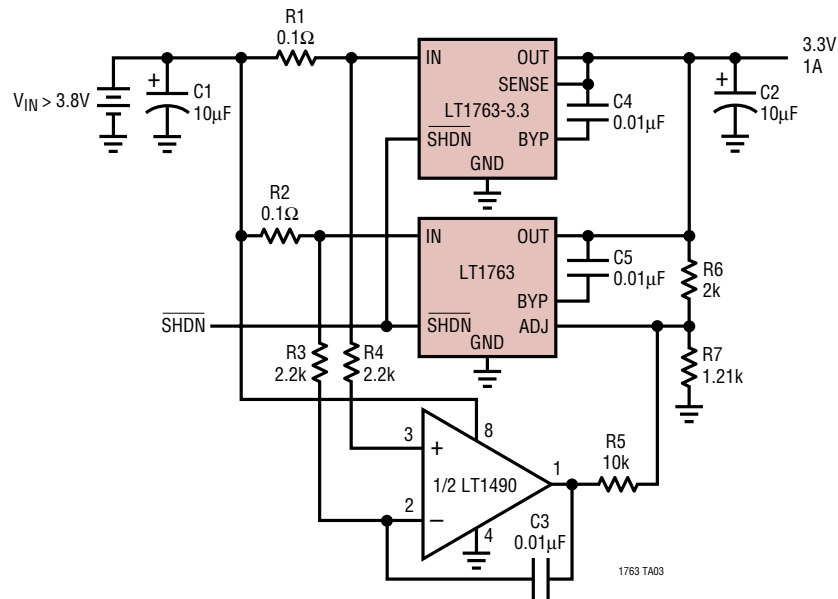 R1
0.1Ω
IN
OUT
3.3V
1A
+
C1
10µF
VIN > 3.8V
SENSE
LT1763-3.3
C4
0.01µF
+
C2
10µF
SHDN
BYP
GND
R2
0.1Ω
IN
OUT
LT1763
C5
0.01µF
R6
2k
BYP
SHDN
SHDN
ADJ
GND
R3
2.2k
R4
2.2k
R7
1.21k
3
+
8
1/2 LT1490
1
R5
10k
2
–
4
C3
0.01µF
1763 TA03